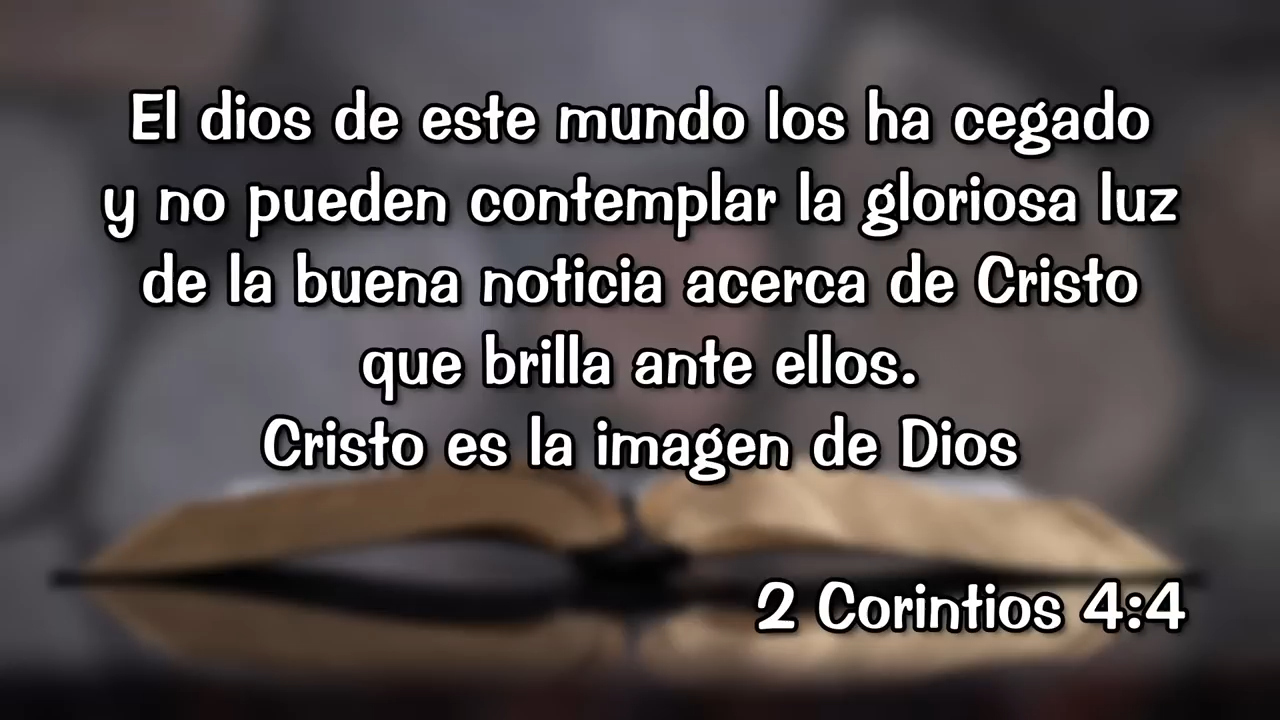 El dios de este mundo los ha cegado
y no pueden contemplar la gloriosa luz
de la buena noticia acerca de Cristo
que brilla ante ellos.
Cristo es la imagen de Dios
2 Corintios 4:4